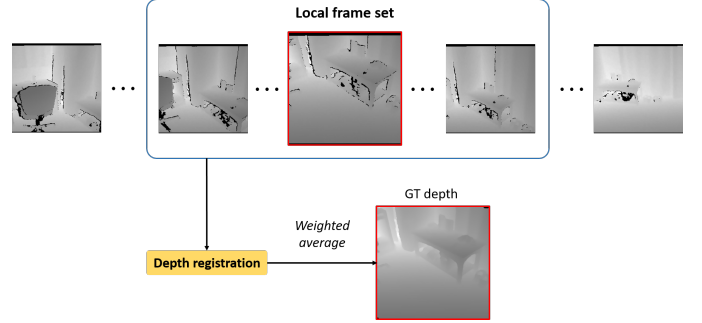 Local frame set
GT depth
Weighted
average
Depth registration